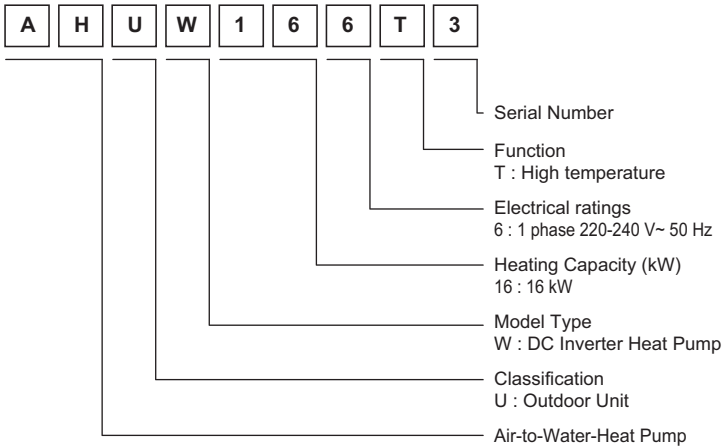 A H U W 1 6 6 T 3
Serial Number
Function
T : High temperature
Electrical ratings
6 : 1 phase 220-240 V~ 50 Hz
Heating Capacity (kW)
16 : 16 kW
Model Type
W : DC Inverter Heat Pump
Classification
U : Outdoor Unit
Air-to-Water-Heat Pump